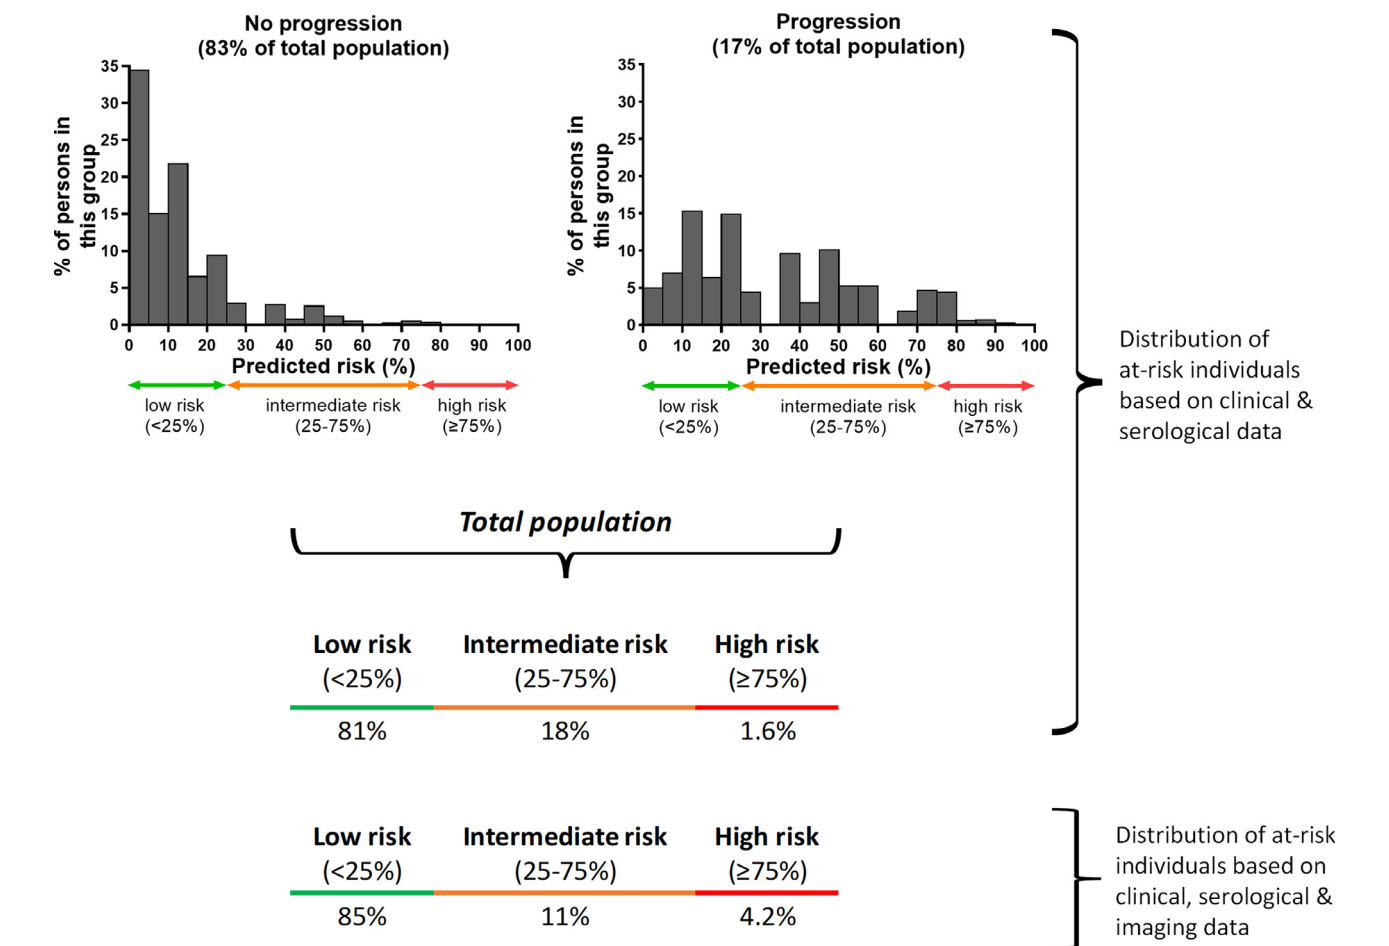 No progression
(83% of total population)
% of persons in
this group
35
30
25
20
15
10
5
0
0 10 20 30 40 50 60 70 80 90 100
Predicted risk (%)
low risk
(<25%)
intermediate risk
(25-75%)
high risk
(≥75%)
Progression
(17% of total population)
% of persons in
this group
35
30
25
20
15
10
5
0
0 10 20 30 40 50 60 70 80 90 100
Predicted risk (%)
low risk
(<25%)
intermediate risk
(25-75%)
high risk
(≥75%)
Distribution of
at-risk individuals
based on clinical &
serological data
Total population
Low risk Intermediate risk High risk
(<25%) (25-75%) (≥75%)
81% 18% 1.6%
Low risk Intermediate risk High risk
(<25%) (25-75%) (≥75%)
85% 11% 4.2%
Distribution of at-risk
individuals based on
clinical, serological &
imaging data